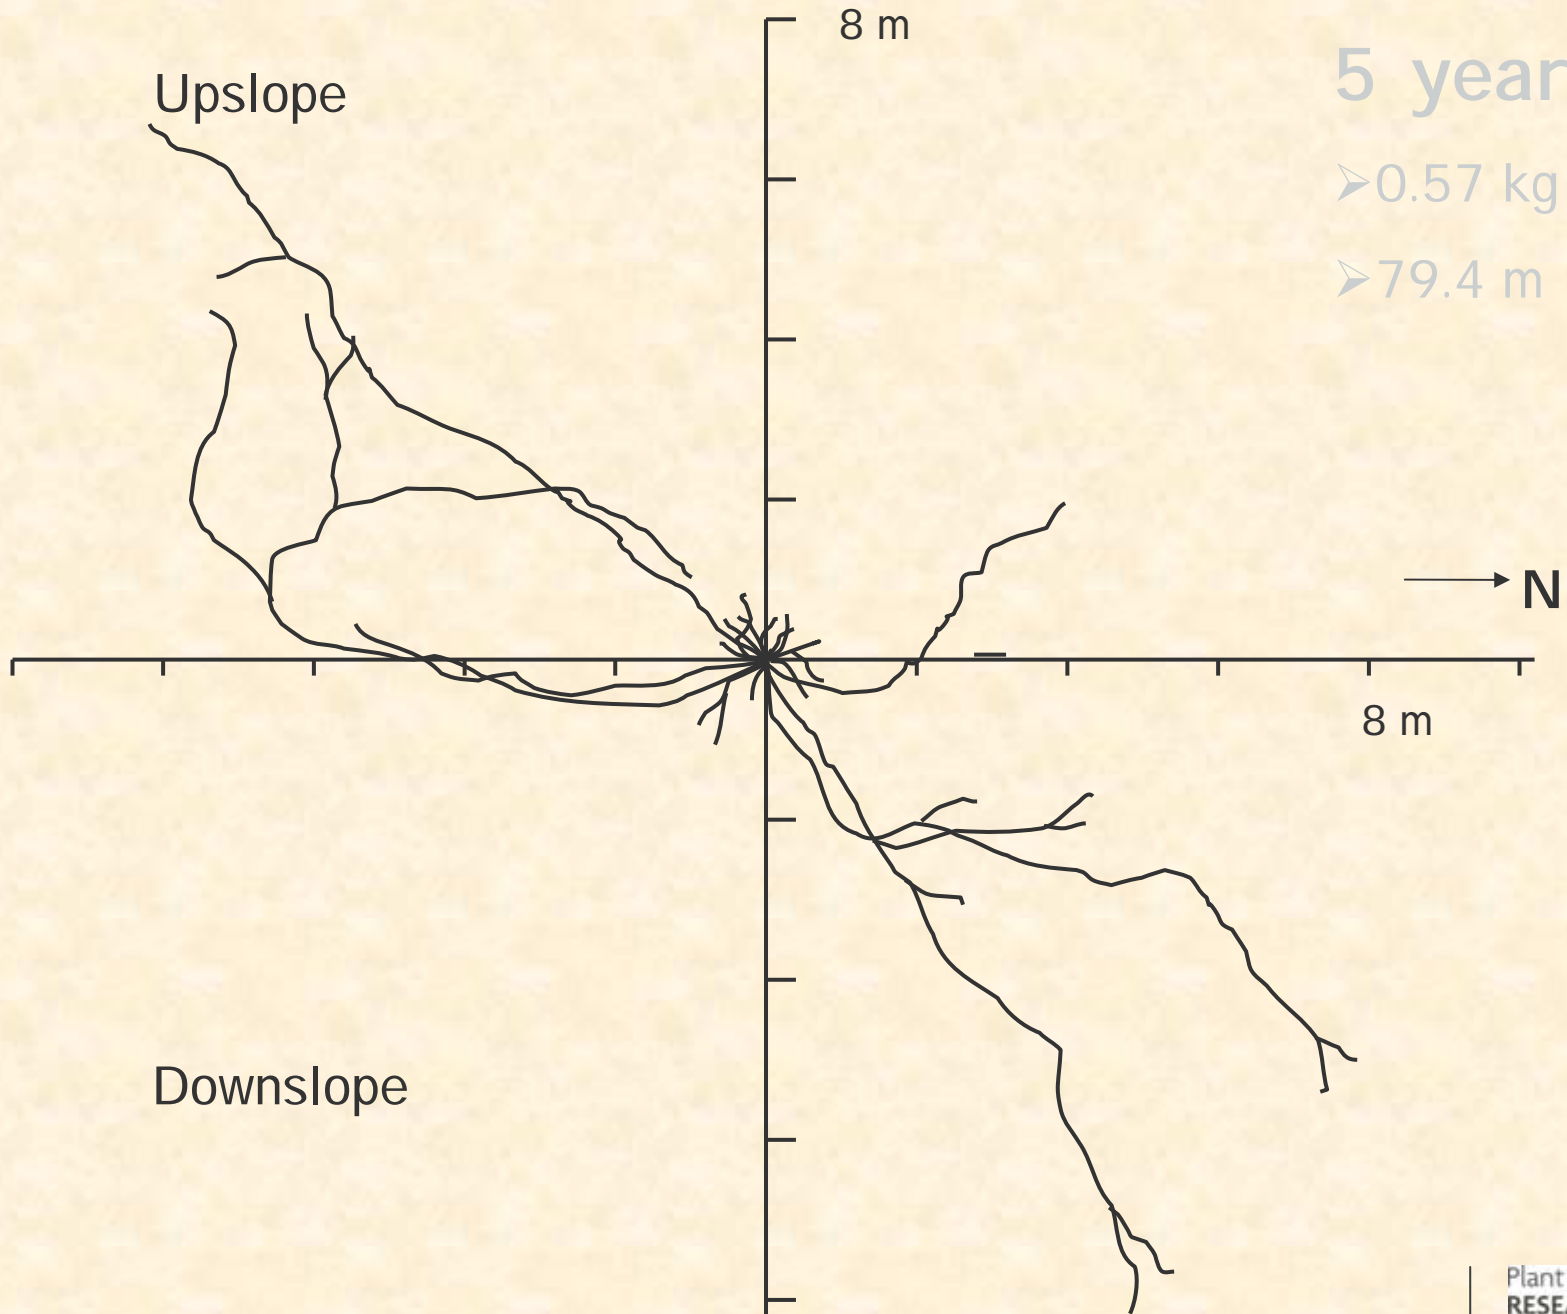 8 m
5 year
Upslope
➢0.57 kg
➢79.4 m
N
8 m
Downslope
Plant
RESE